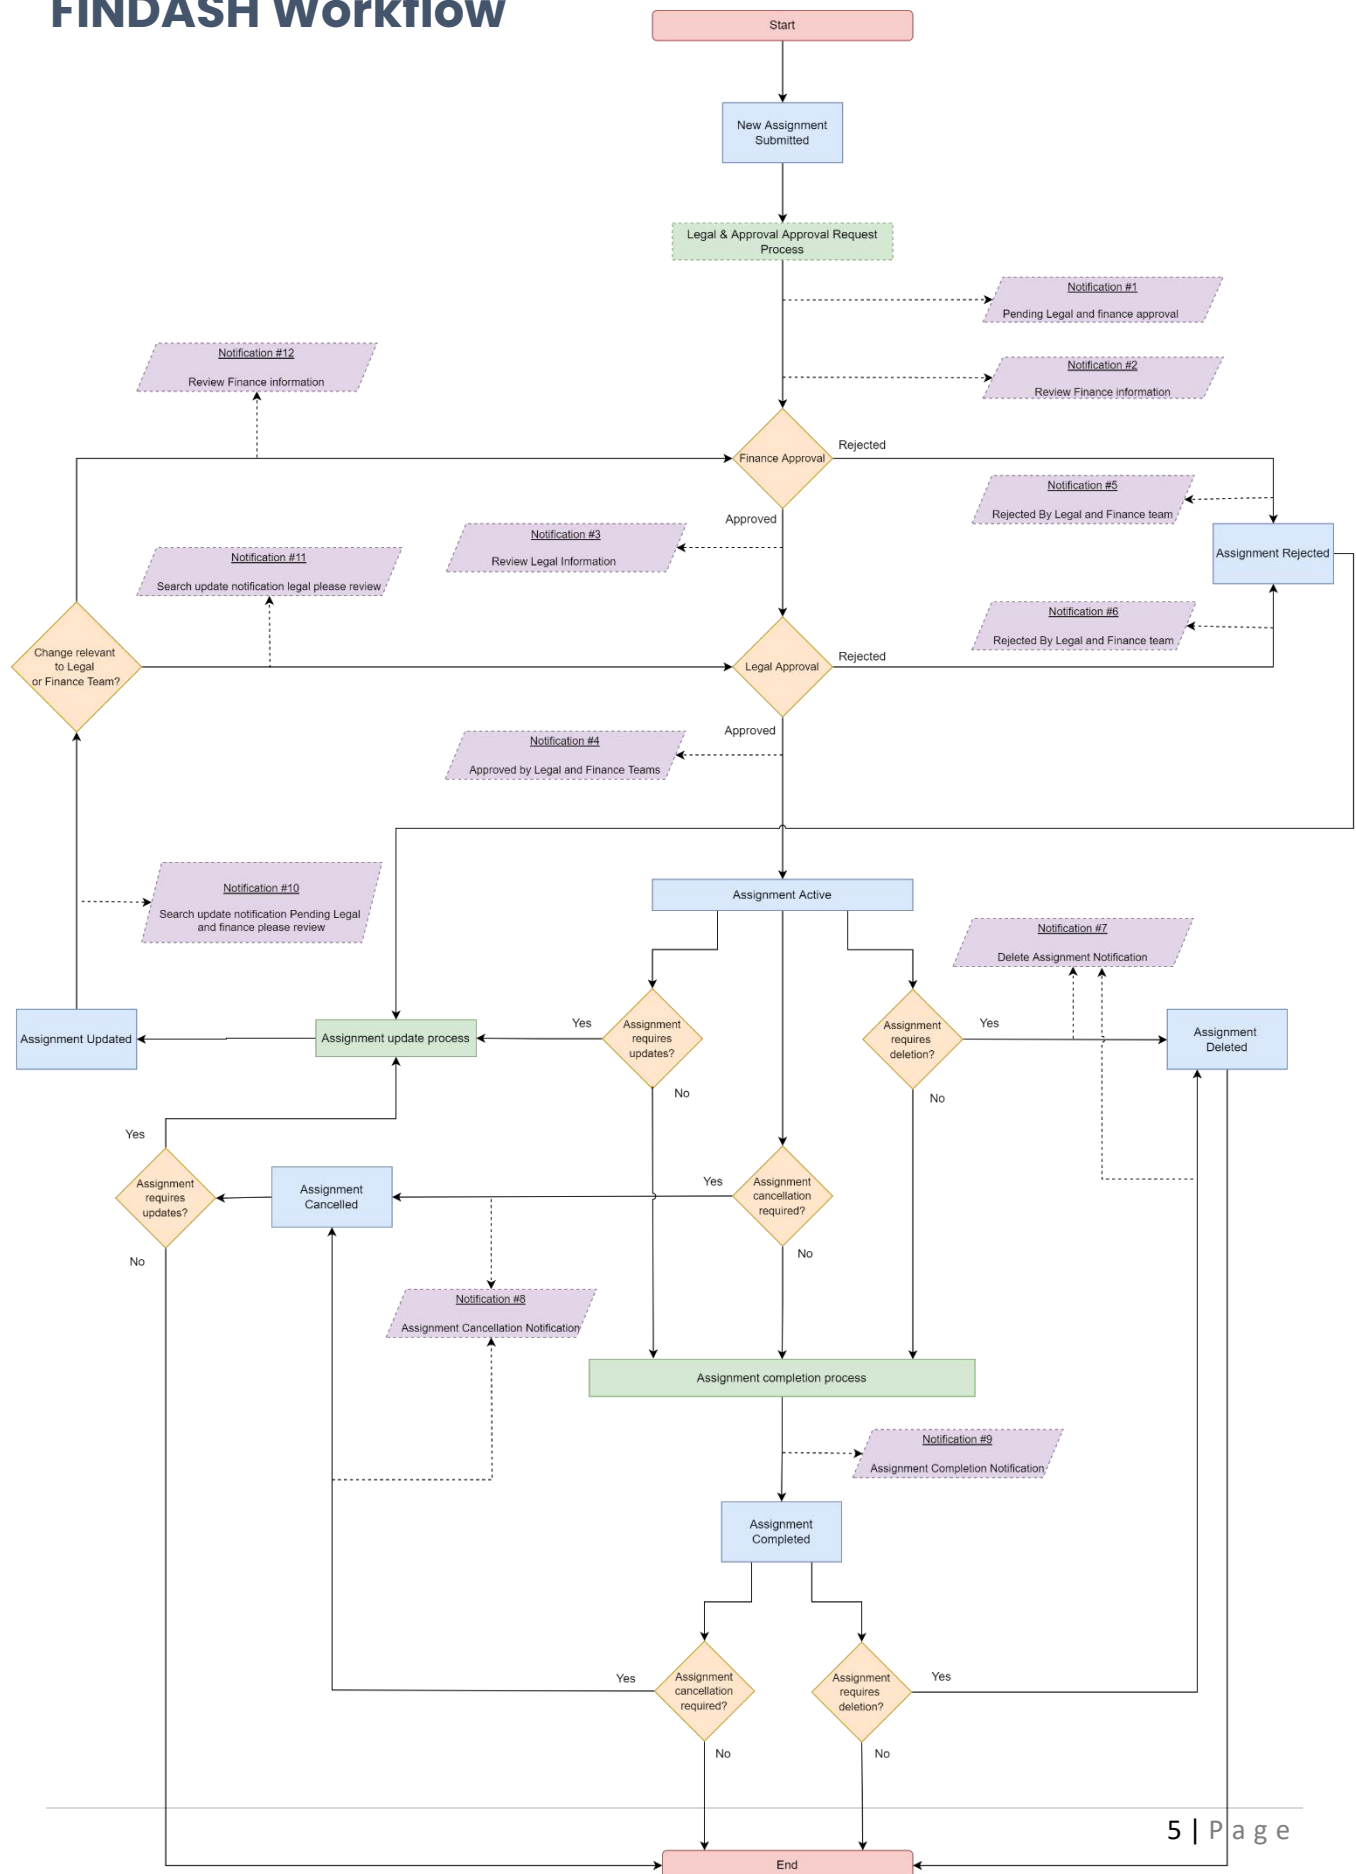 FINDASH Workflow
Start
New Assignment
Submitted
Legal & Approval Approval Request
Process
Notification #1
Pending Legal and finance approval
Notification #12
Review Finance information
Notification #2
Review Finance information
Finance Approval
Rejected
Approved
Notification #5
Rejected By Legal and Finance team
Notification #3
Review Legal Information
Assignment Rejected
Notification #11
Search update notification legal please review
Notification #6
Rejected By Legal and Finance team
Change relevant
to Legal
or Finance Team?
Legal Approval
Rejected
Approved
Notification #4
Approved by Legal and Finance Teams
Notification #10
Search update notification Pending Legal
and finance please review
Assignment Active
Notification #7
Delete Assignment Notification
Assignment Updated
Assignment update process
Yes
Assignment
requires
updates?
No
Assignment
requires
deletion?
Yes
No
Assignment
Deleted
Yes
Assignment
requires
updates?
No
Assignment
Cancelled
Yes
Assignment
cancellation
required?
No
Notification #8
Assignment Cancellation Notification
Assignment completion process
Notification #9
Assignment Completion Notification
Assignment
Completed
Yes
Assignment
cancellation
required?
No
Assignment
requires
deletion?
Yes
No
5 | Page
End